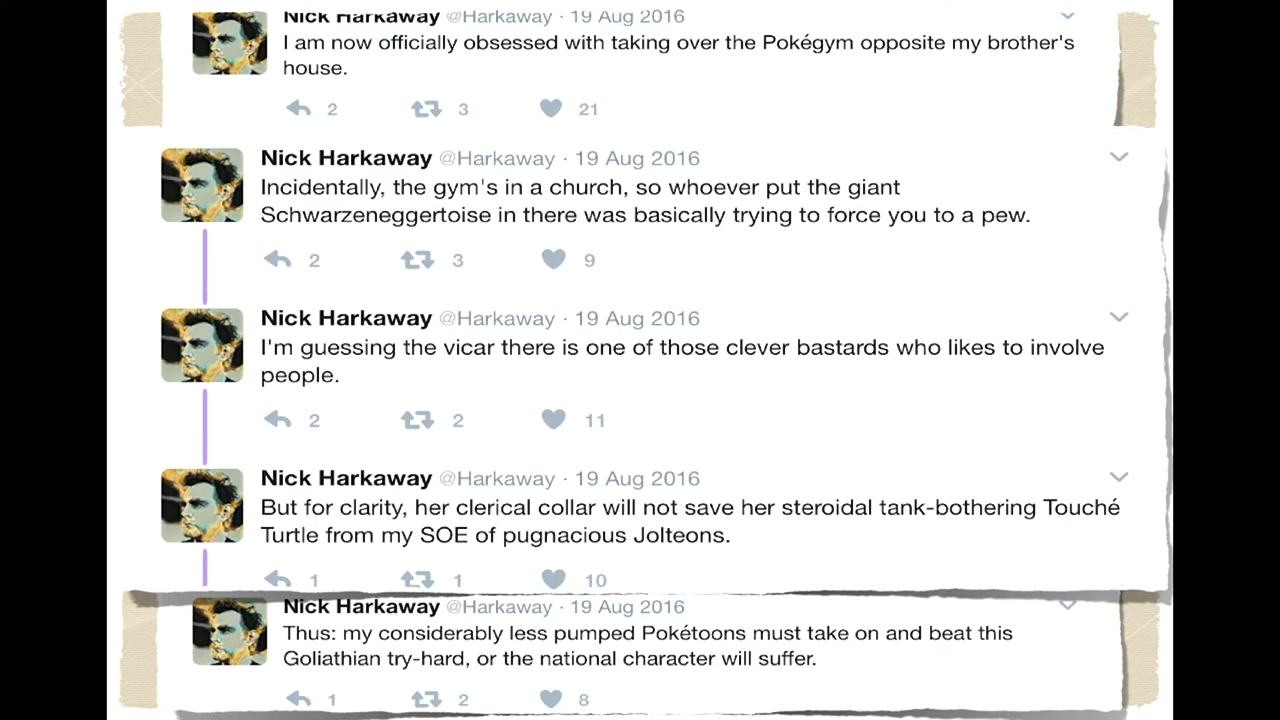 Nick Harkaway @Harkaway · 19 Aug 2016
I am now officially obsessed with taking over the Pokégym opposite my brother's
house.
2 3 21
Nick Harkaway @Harkaway · 19 Aug 2016
Incidentally, the gym's in a church, so whoever put the giant
Schwarzeneggertoise in there was basically trying to force you to a pew.
2 3 9
Nick Harkaway @Harkaway · 19 Aug 2016
I'm guessing the vicar there is one of those clever bastards who likes to involve
people.
2 2 11
Nick Harkaway @Harkaway · 19 Aug 2016
But for clarity, her clerical collar will not save her steroidal tank-bothering Touché
Turtle from my SOE of pugnacious Jolteons.
1 1 10
Nick Harkaway @Harkaway · 19 Aug 2016
Thus: my considerably less pumped Pokétoons must take on and beat this
Goliathian try-hard, or the national character will suffer.
1 2 8